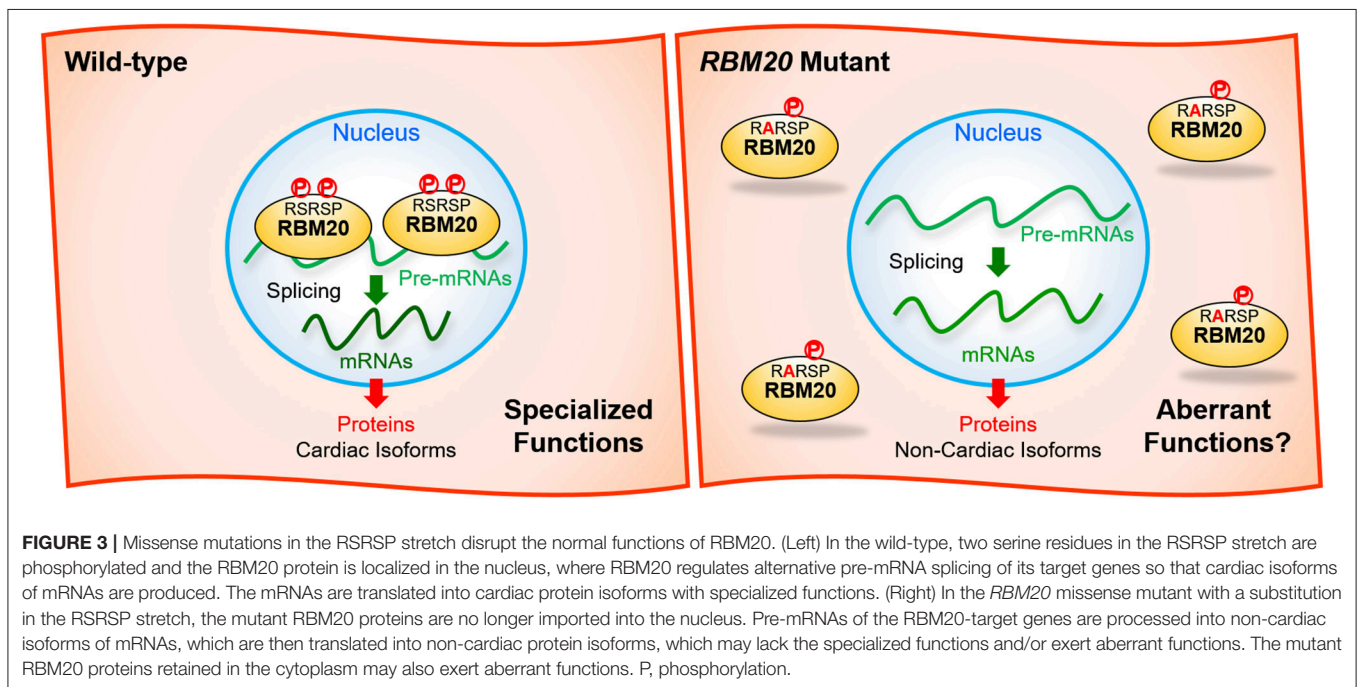 Wild-type
Nucleus
P P
RSRSP
RBM20
P P
RSRSP
RBM20
Pre-mRNAs
Splicing
mRNAs
Proteins
Cardiac Isoforms
Specialized
Functions
RBM20 Mutant
P
RARSP
RBM20
P
RARSP
RBM20
Nucleus
Pre-mRNAs
Splicing
mRNAs
P
RARSP
RBM20
P
RARSP
RBM20
Proteins
Non-Cardiac Isoforms
Aberrant
Functions?
FIGURE 3 | Missense mutations in the RSRSP stretch disrupt the normal functions of RBM20. (Left) In the wild-type, two serine residues in the RSRSP stretch are
phosphorylated and the RBM20 protein is localized in the nucleus, where RBM20 regulates alternative pre-mRNA splicing of its target genes so that cardiac isoforms
of mRNAs are produced. The mRNAs are translated into cardiac protein isoforms with specialized functions. (Right) In the RBM20 missense mutant with a substitution
in the RSRSP stretch, the mutant RBM20 proteins are no longer imported into the nucleus. Pre-mRNAs of the RBM20-target genes are processed into non-cardiac
isoforms of mRNAs, which are then translated into non-cardiac protein isoforms, which may lack the specialized functions and/or exert aberrant functions. The mutant
RBM20 proteins retained in the cytoplasm may also exert aberrant functions. P, phosphorylation.